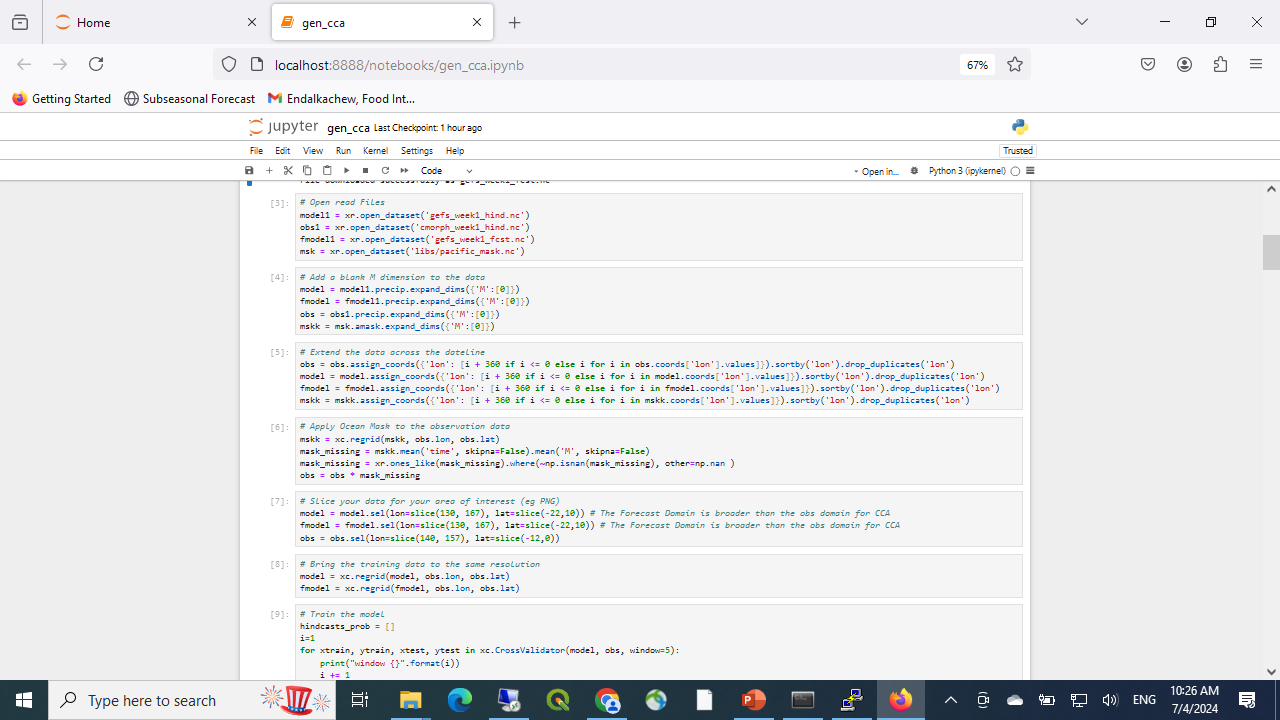 Home
gen_cca
localhost:8888/notebooks/gen_cca.ipynb
67%
Getting Started
Subseasonal Forecast
Endalkachew, Food Int...
jupyter gen_cca Last Checkpoint: 1 hour ago
File Edit View Run Kernel Settings Help
Trusted
Code
Open in...
Python 3 (ipykernel)
File downloaded successfully as gefs_week1_fcst.nc
[3]:
# Open read Files
model1 = xr.open_dataset('gefs_week1_hind.nc')
obs1 = xr.open_dataset('cmorph_week1_hind.nc')
fmodel1 = xr.open_dataset('gefs_week1_fcst.nc')
msk = xr.open_dataset('libs/pacific_mask.nc')
[4]:
# Add a blank M dimension to the data
model = model1.precip.expand_dims({'M':[0]})
fmodel = fmodel1.precip.expand_dims({'M':[0]})
obs = obs1.precip.expand_dims({'M':[0]})
mskk = msk.amask.expand_dims({'M':[0]})
[5]:
# Extend the data across the dateline
obs = obs.assign_coords({'lon': [i + 360 if i <= 0 else i for i in obs.coords['lon'].values]}).sortby('lon').drop_duplicates('lon')
model = model.assign_coords({'lon': [i + 360 if i <= 0 else i for i in model.coords['lon'].values]}).sortby('lon').drop_duplicates('lon')
fmodel = fmodel.assign_coords({'lon': [i + 360 if i <= 0 else i for i in fmodel.coords['lon'].values]}).sortby('lon').drop_duplicates('lon')
mskk = mskk.assign_coords({'lon': [i + 360 if i <= 0 else i for i in mskk.coords['lon'].values]}).sortby('lon').drop_duplicates('lon')
[6]:
# Apply Ocean Mask to the observation data
mskk = xc.regrid(mskk, obs.lon, obs.lat)
mask_missing = mskk.mean('time', skipna=False).mean('M', skipna=False)
mask_missing = xr.ones_like(mask_missing).where(~np.isnan(mask_missing), other=np.nan )
obs = obs * mask_missing
[7]:
# Slice your data for your area of interest (eg PNG)
model = model.sel(lon=slice(130, 167), lat=slice(-22,10)) # The Forecast Domain is broader than the obs domain for CCA
fmodel = fmodel.sel(lon=slice(130, 167), lat=slice(-22,10)) # The Forecast Domain is broader than the obs domain for CCA
obs = obs.sel(lon=slice(140, 157), lat=slice(-12,0))
[8]:
# Bring the training data to the same resolution
model = xc.regrid(model, obs.lon, obs.lat)
fmodel = xc.regrid(fmodel, obs.lon, obs.lat)
[9]:
# Train the model
hindcasts_prob = []
i=1
for xtrain, ytrain, xtest, ytest in xc.CrossValidator(model, obs, window=5):
print("window {}".format(i))
i += 1
Type here to search
ENG
10:26 AM
7/4/2024